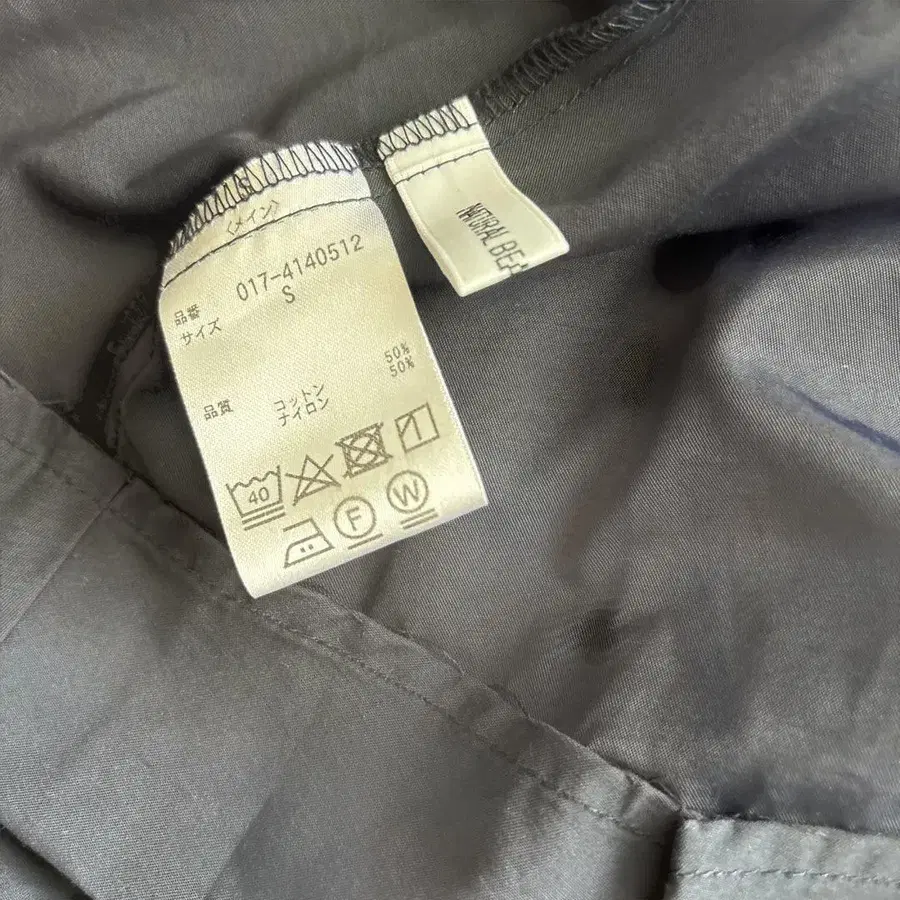 〈メイン〉
品番 017-4140512
サイズ S
50%
50%
品質 コットン
ナイロン
40
F
W
NATURAL BEA